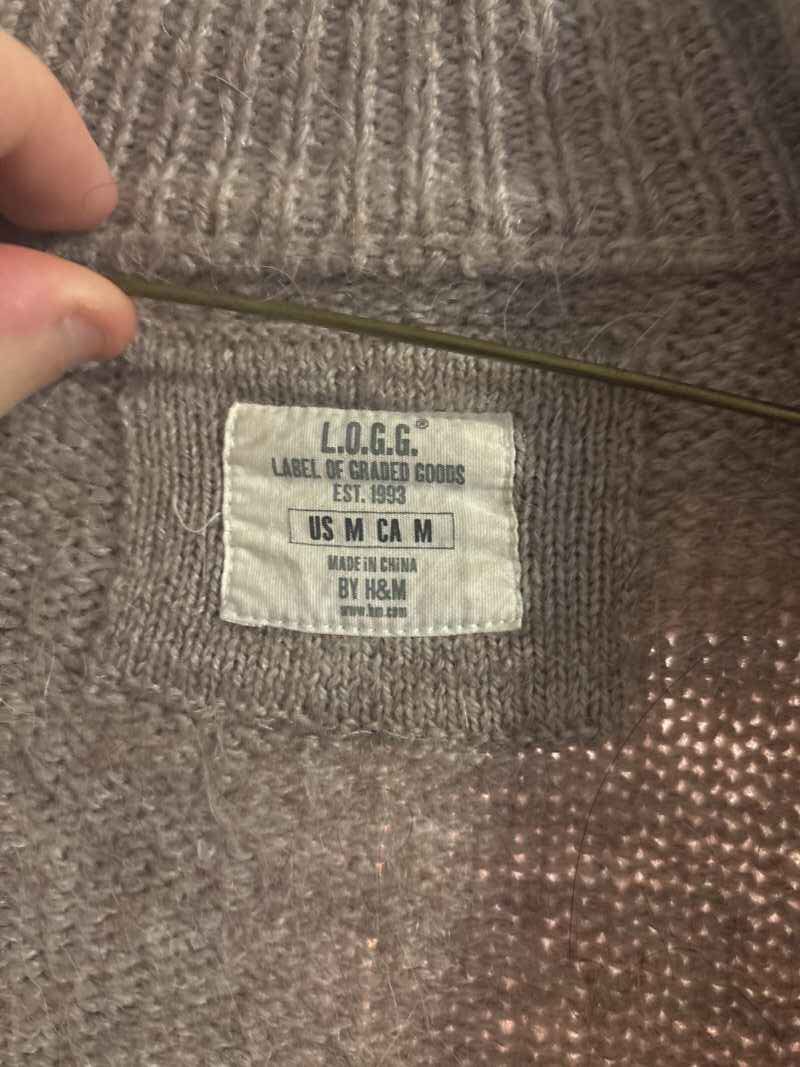 L.O.G.G.®
LABEL OF GRADED GOODS
EST. 1993
US M CA M
MADE IN CHINA
BY H&M
www.hm.com